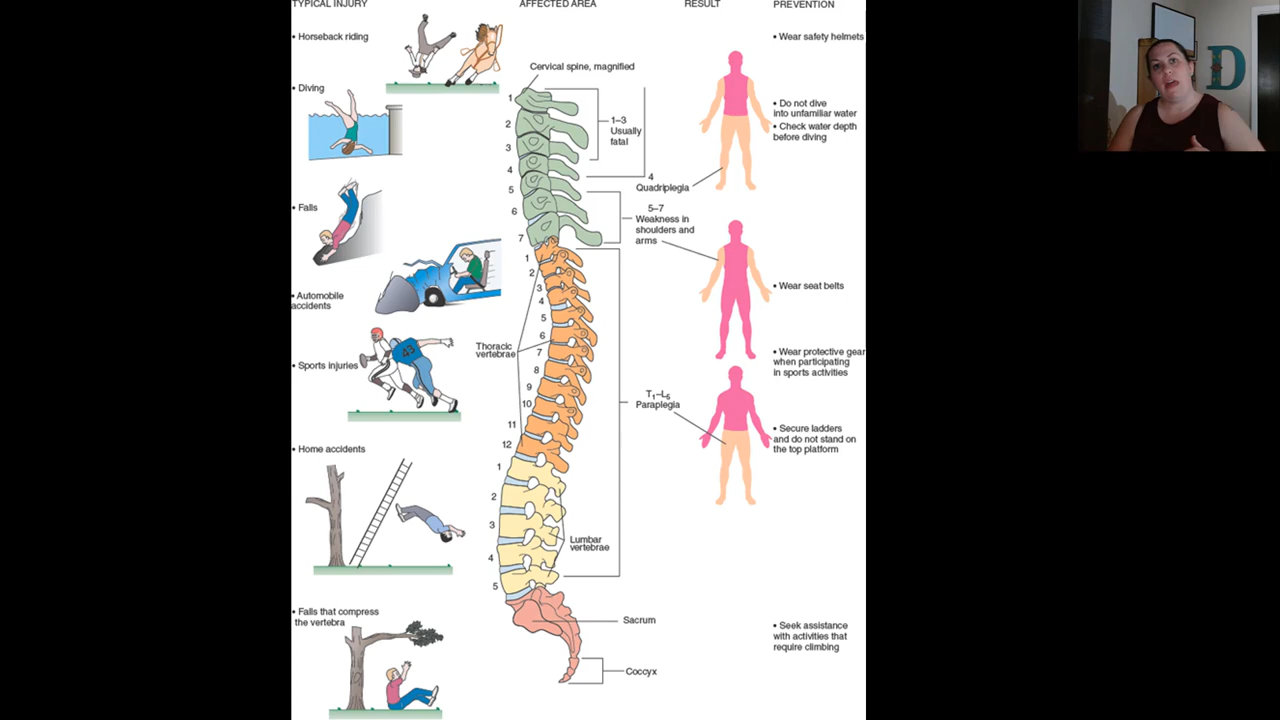 TYPICAL INJURY
AFFECTED AREA
RESULT
PREVENTION
• Horseback riding
• Wear safety helmets
Cervical spine, magnified
• Diving
1
• Do not dive
into unfamiliar water
• Check water depth
before diving
2
1–3
Usually
fatal
3
4
4
Quadriplegia
5
• Falls
6
5–7
Weakness in
shoulders and
arms
7
1
2
3
4
• Wear seat belts
• Automobile
accidents
5
43
6
Thoracic
vertebrae
7
• Wear protective gear
when participating
in sports activities
• Sports injuries
8
9
T1–L5
Paraplegia
10
11
12
• Secure ladders
and do not stand on
the top platform
• Home accidents
1
2
3
Lumbar
vertebrae
4
5
• Falls that compress
the vertebra
Sacrum
• Seek assistance
with activities that
require climbing
Coccyx
D